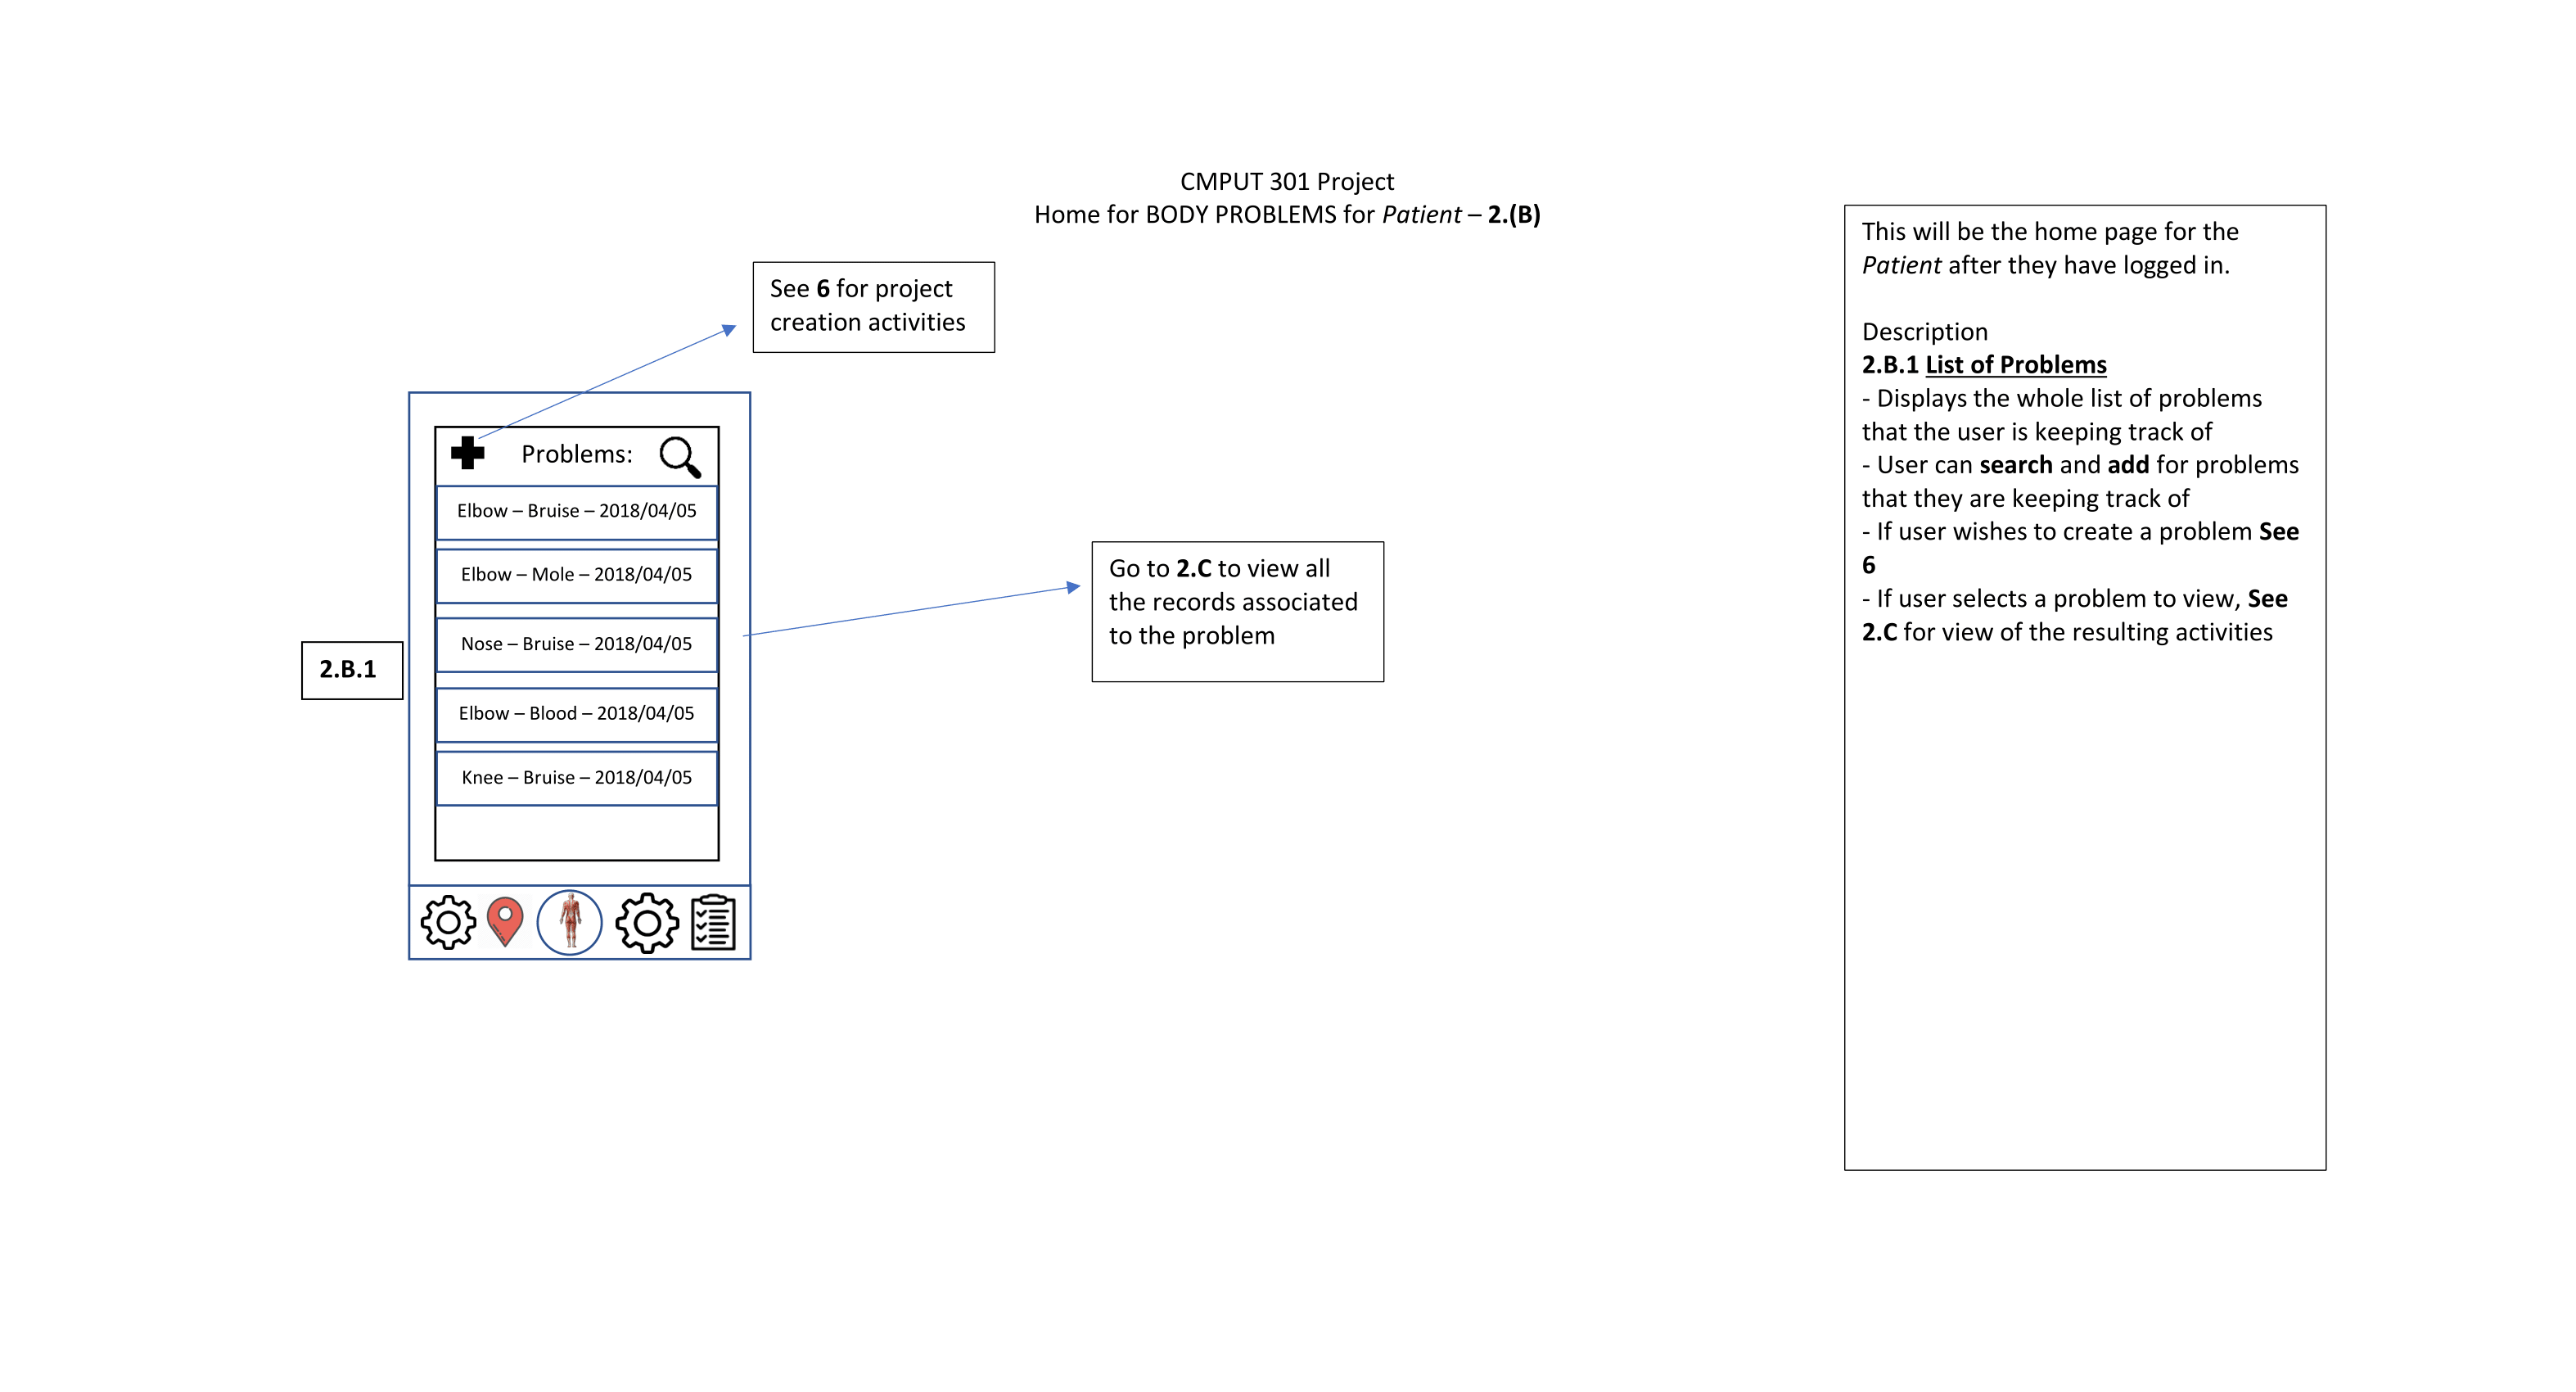 CMPUT 301 Project
Home for BODY PROBLEMS for Patient – 2.(B)
See 6 for project
creation activities
Problems:
Elbow – Bruise – 2018/04/05
Elbow – Mole – 2018/04/05
Nose – Bruise – 2018/04/05
Elbow – Blood – 2018/04/05
Knee – Bruise – 2018/04/05
2.B.1
Go to 2.C to view all
the records associated
to the problem
This will be the home page for the
Patient after they have logged in.
Description
2.B.1 List of Problems
- Displays the whole list of problems
that the user is keeping track of
- User can search and add for problems
that they are keeping track of
- If user wishes to create a problem See
6
- If user selects a problem to view, See
2.C for view of the resulting activities